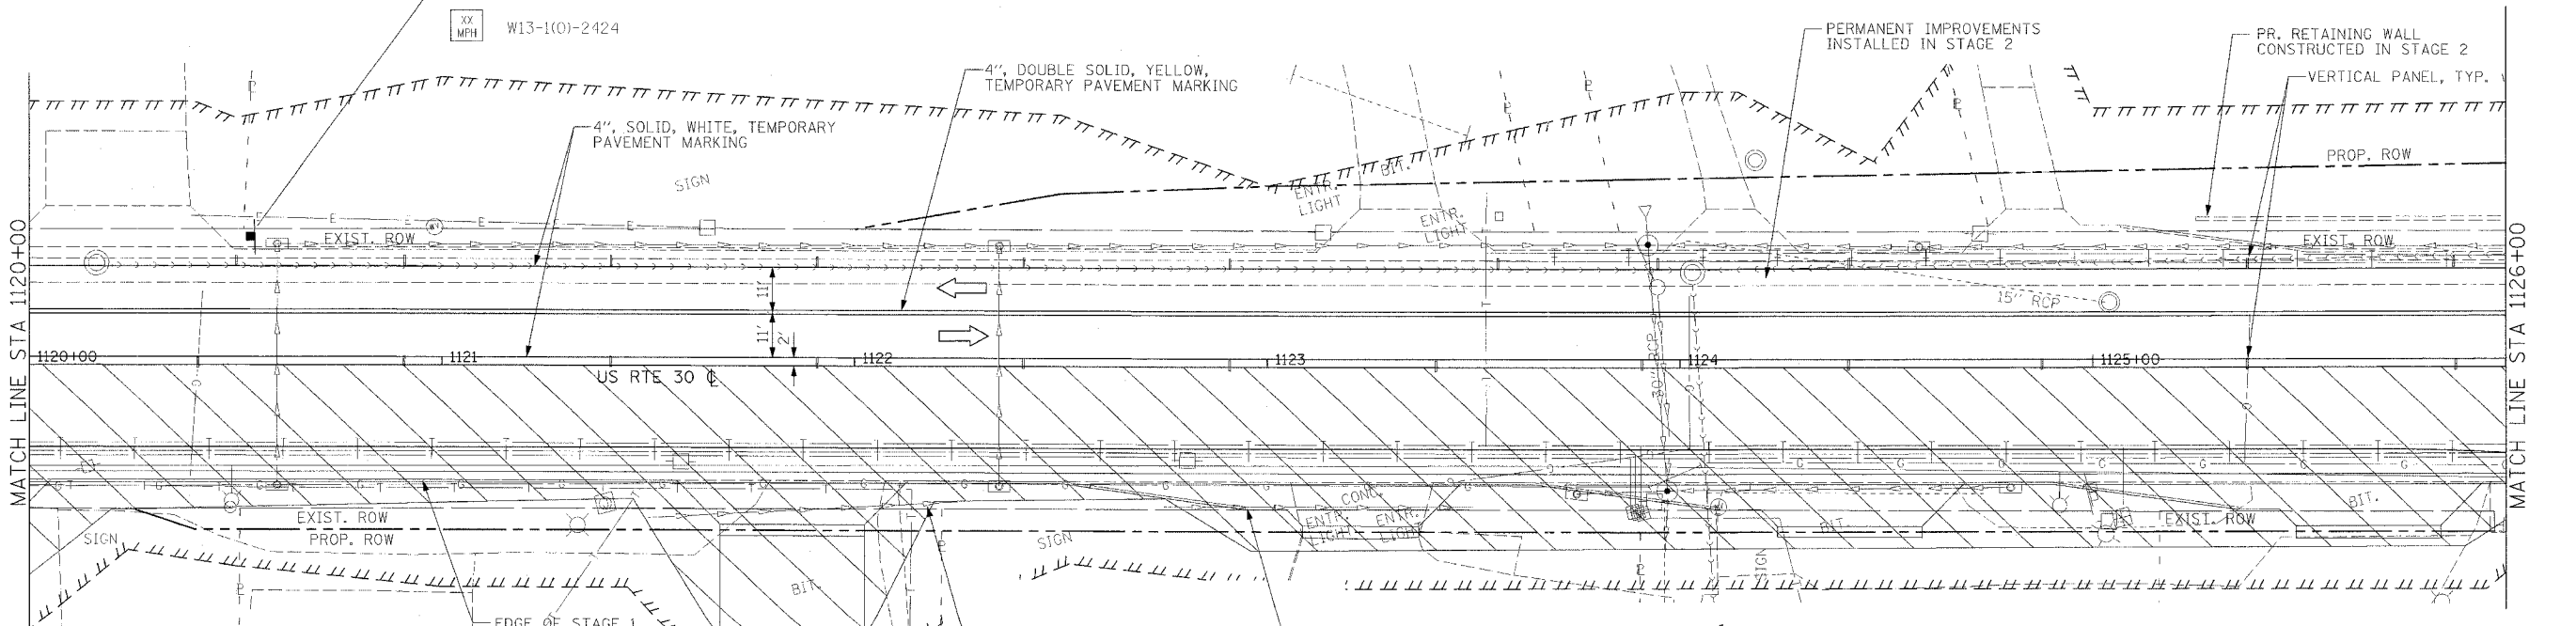 XX
MPH
W13-1(O)-2424
PERMANENT IMPROVEMENTS
INSTALLED IN STAGE 2
PR. RETAINING WALL
CONSTRUCTED IN STAGE 2
VERTICAL PANEL, TYP.
4", DOUBLE SOLID, YELLOW,
TEMPORARY PAVEMENT MARKING
4", SOLID, WHITE, TEMPORARY
PAVEMENT MARKING
SIGN
BIT.
PROP. ROW
ENTR.
LIGHT
ENTR.
LIGHT
E E E E
EXIST. ROW
EXIST. ROW
MATCH LINE STA 1120+00
MATCH LINE STA 1126+00
11'
11'
2'
15" RCP
30" RCP
1120+00
1121
1122
1123
1124
1125+00
US RTE 30 ℄
EXIST. ROW
PROP. ROW
SIGN
BIT.
SIGN
CONC.
ENTR.
LIGHT
ENTR.
LIGHT
SIGN
BIT.
EXIST. ROW
BIT.
EDGE OF STAGE 1